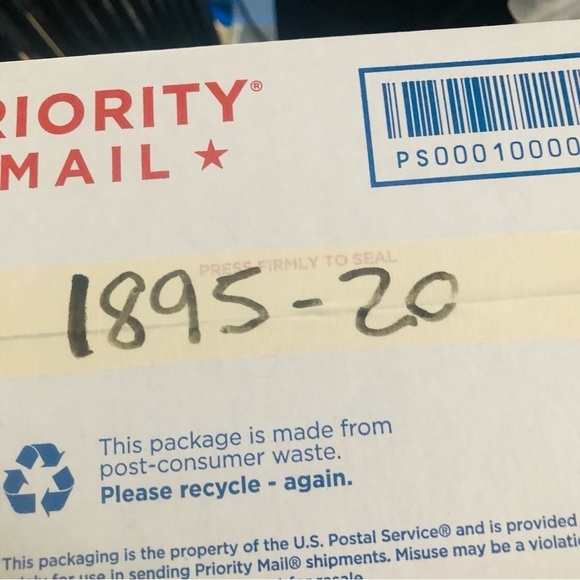 RIORITY®
MAIL ★
PS00010000
PRESS FIRMLY TO SEAL
1895-20
This package is made from
post-consumer waste.
Please recycle - again.
This packaging is the property of the U.S. Postal Service® and is provided
use in sending Priority Mail® shipments. Misuse may be a violati